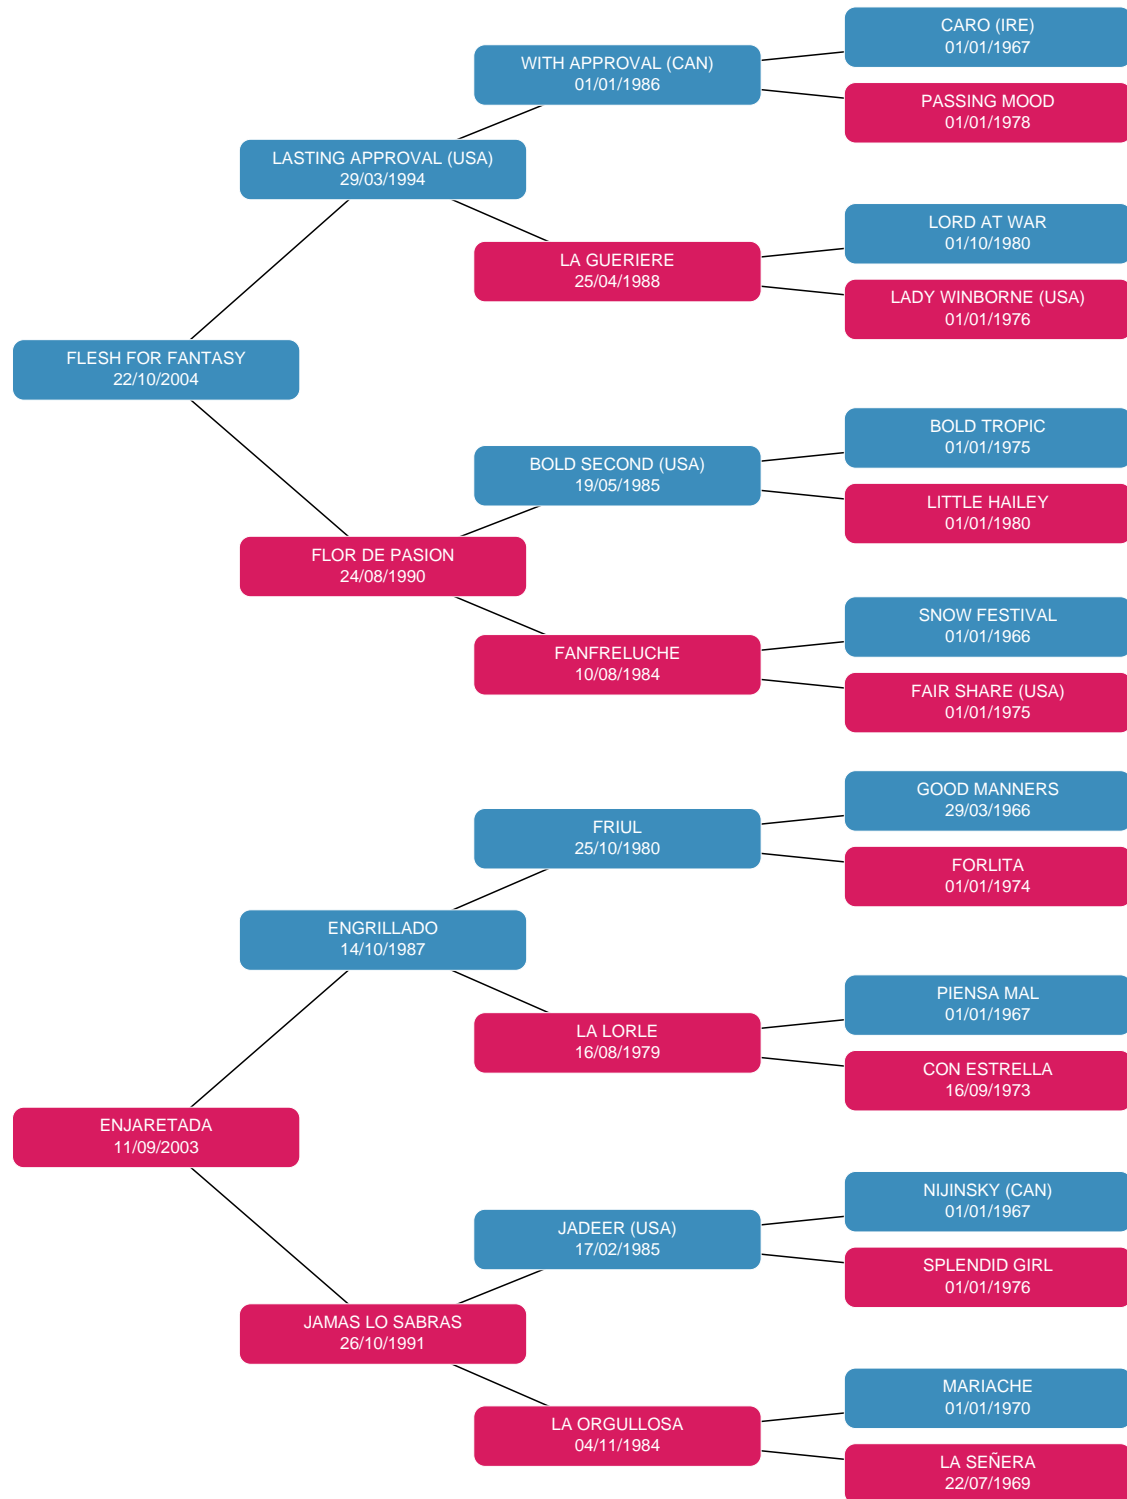 CARO (IRE)
01/01/1967
WITH APPROVAL (CAN)
01/01/1986
PASSING MOOD
01/01/1978
LASTING APPROVAL (USA)
29/03/1994
LORD AT WAR
01/10/1980
LA GUERIERE
25/04/1988
LADY WINBORNE (USA)
01/01/1976
FLESH FOR FANTASY
22/10/2004
BOLD TROPIC
01/01/1975
BOLD SECOND (USA)
19/05/1985
LITTLE HAILEY
01/01/1980
FLOR DE PASION
24/08/1990
SNOW FESTIVAL
01/01/1966
FANFRELUCHE
10/08/1984
FAIR SHARE (USA)
01/01/1975
GOOD MANNERS
29/03/1966
FRIUL
25/10/1980
FORLITA
01/01/1974
ENGRILLADO
14/10/1987
PIENSA MAL
01/01/1967
LA LORLE
16/08/1979
CON ESTRELLA
16/09/1973
ENJARETADA
11/09/2003
NIJINSKY (CAN)
01/01/1967
JADEER (USA)
17/02/1985
SPLENDID GIRL
01/01/1976
JAMAS LO SABRAS
26/10/1991
MARIACHE
01/01/1970
LA ORGULLOSA
04/11/1984
LA SEÑERA
22/07/1969